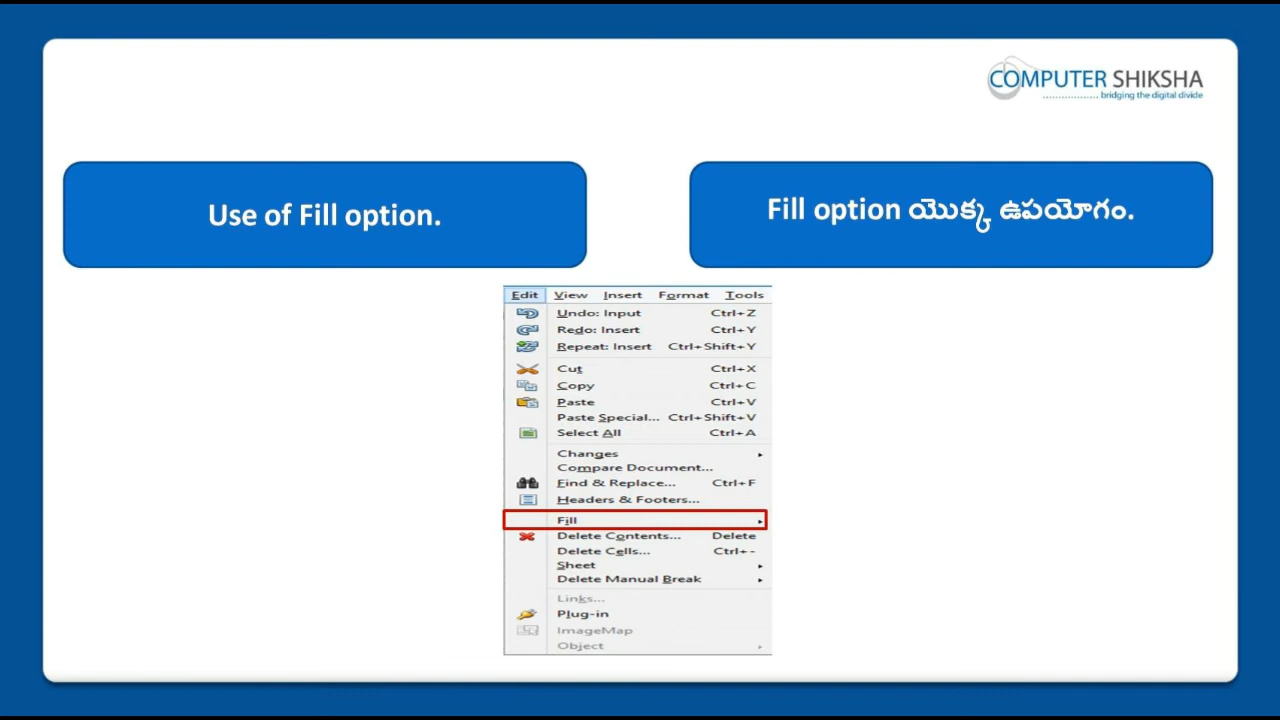 COMPUTER SHIKSHA
.................. bridging the digital divide
Use of Fill option.
Fill option యొక్క ఉపయోగం.
Edit View Insert Format Tools
Undo: Input Ctrl+Z
Redo: Insert Ctrl+Y
Repeat: Insert Ctrl+Shift+Y
Cut Ctrl+X
Copy Ctrl+C
Paste Ctrl+V
Paste Special... Ctrl+Shift+V
Select All Ctrl+A
Changes
Compare Document...
Find & Replace... Ctrl+F
Headers & Footers...
Fill
Delete Contents... Delete
Delete Cells... Ctrl+-
Sheet
Delete Manual Break
Links...
Plug-in
ImageMap
Object